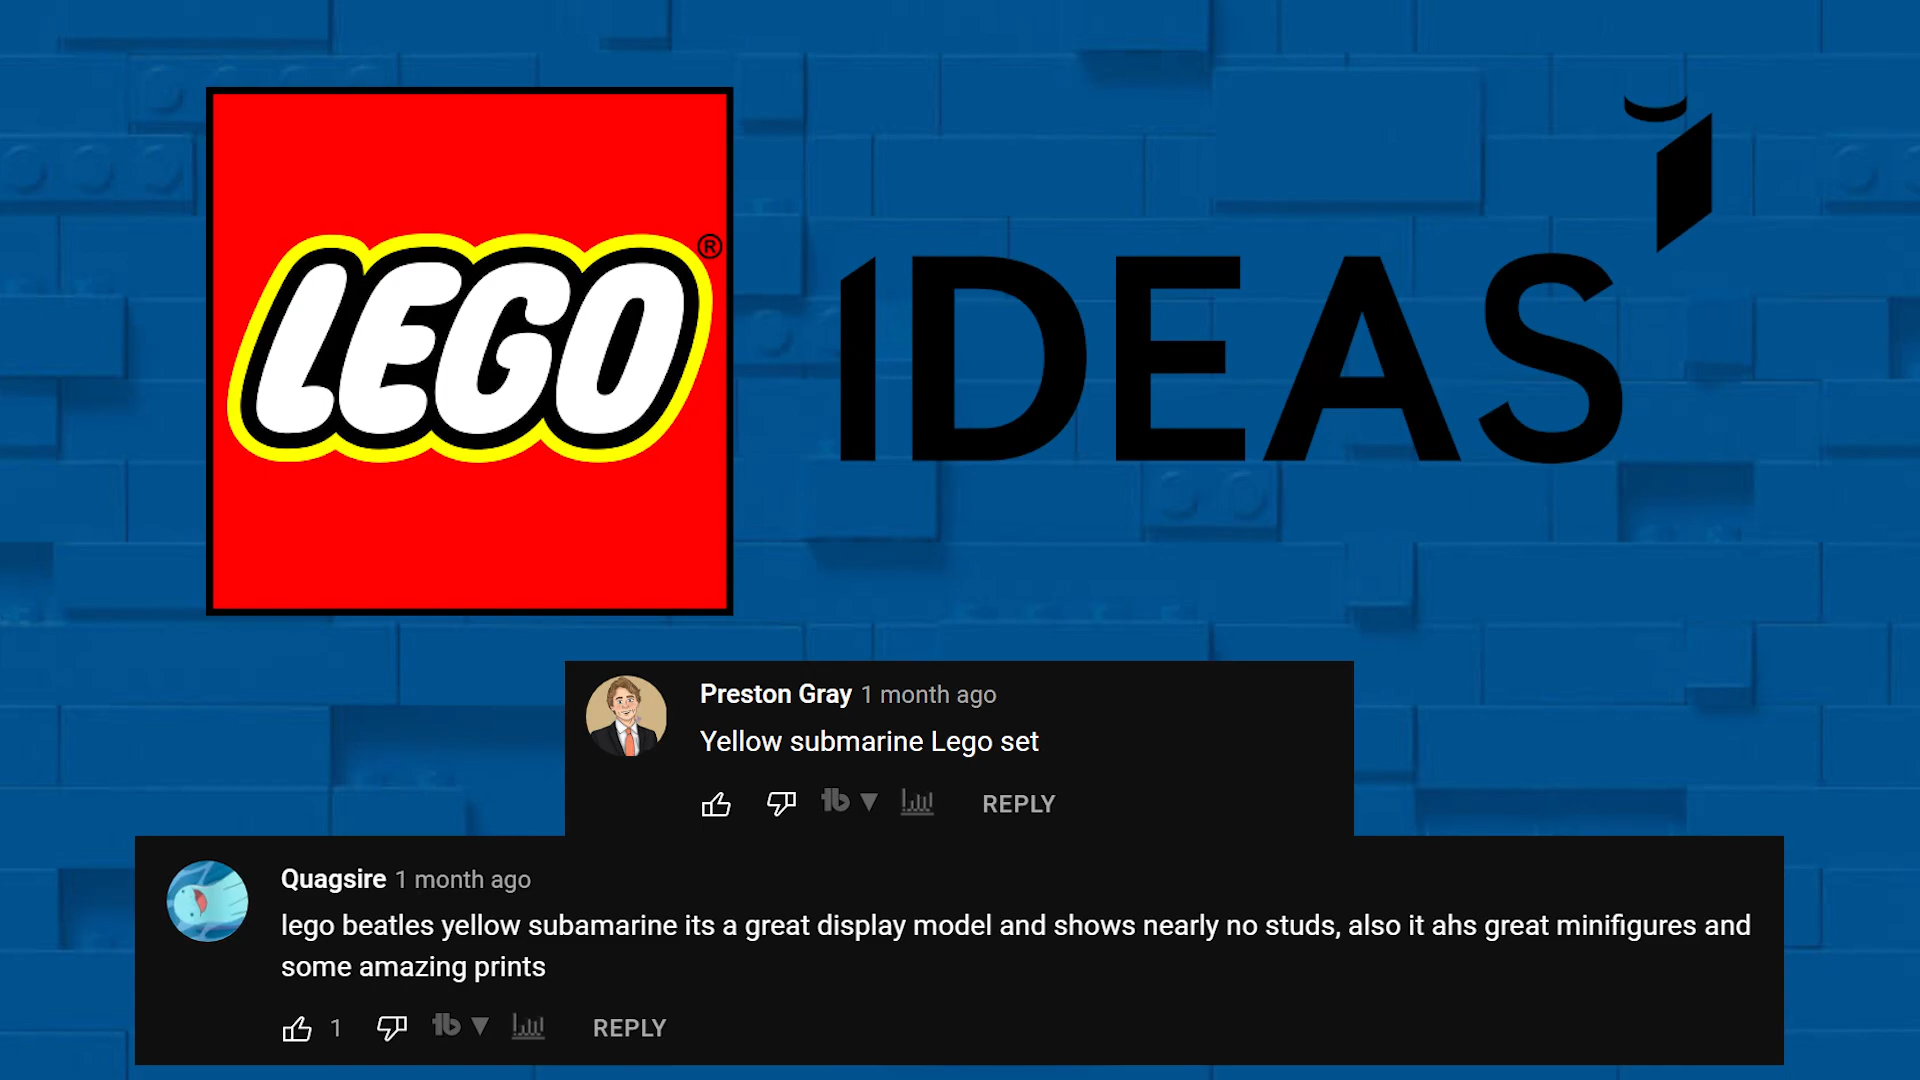 LEGO®
IDEAS
Preston Gray 1 month ago
Yellow submarine Lego set
REPLY
Quagsire 1 month ago
lego beatles yellow subamarine its a great display model and shows nearly no studs, also it ahs great minifigures and
some amazing prints
1 REPLY